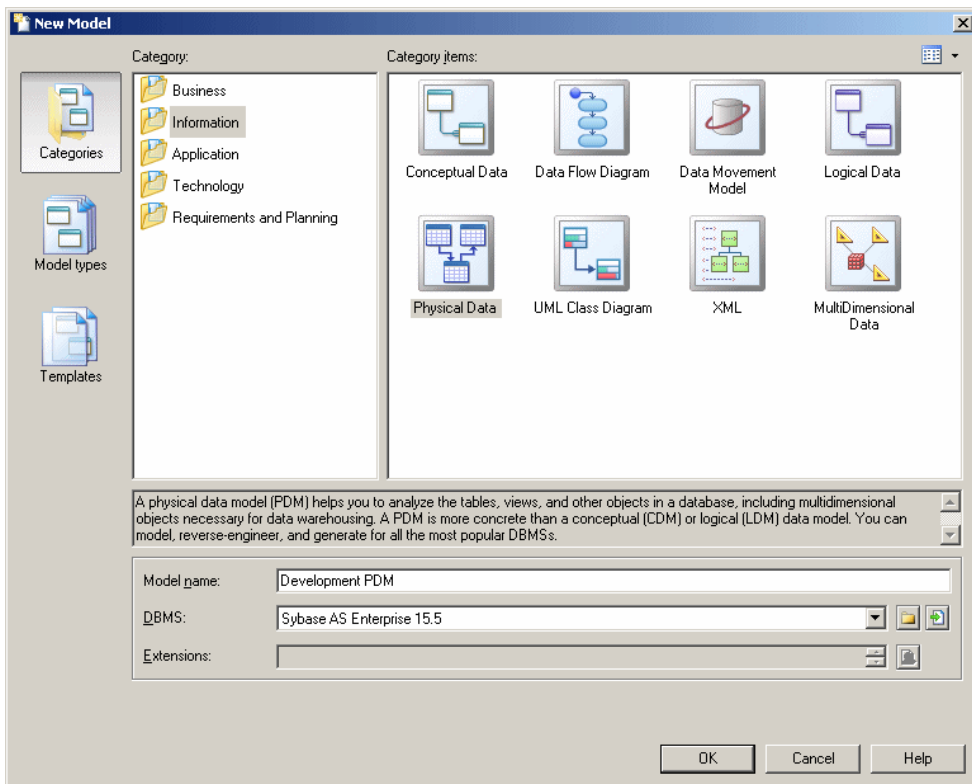 New Model
Category:
Category items:
Categories
Model types
Templates
Business
Information
Application
Technology
Requirements and Planning
Conceptual Data
Data Flow Diagram
Data Movement
Model
Logical Data
Physical Data
UML Class Diagram
XML
MultiDimensional
Data
A physical data model (PDM) helps you to analyze the tables, views, and other objects in a database, including multidimensional
objects necessary for data warehousing. A PDM is more concrete than a conceptual (CDM) or logical (LDM) data model. You can
model, reverse-engineer, and generate for all the most popular DBMSs.
Model name:
Development PDM
DBMS:
Sybase AS Enterprise 15.5
Extensions:
OK
Cancel
Help